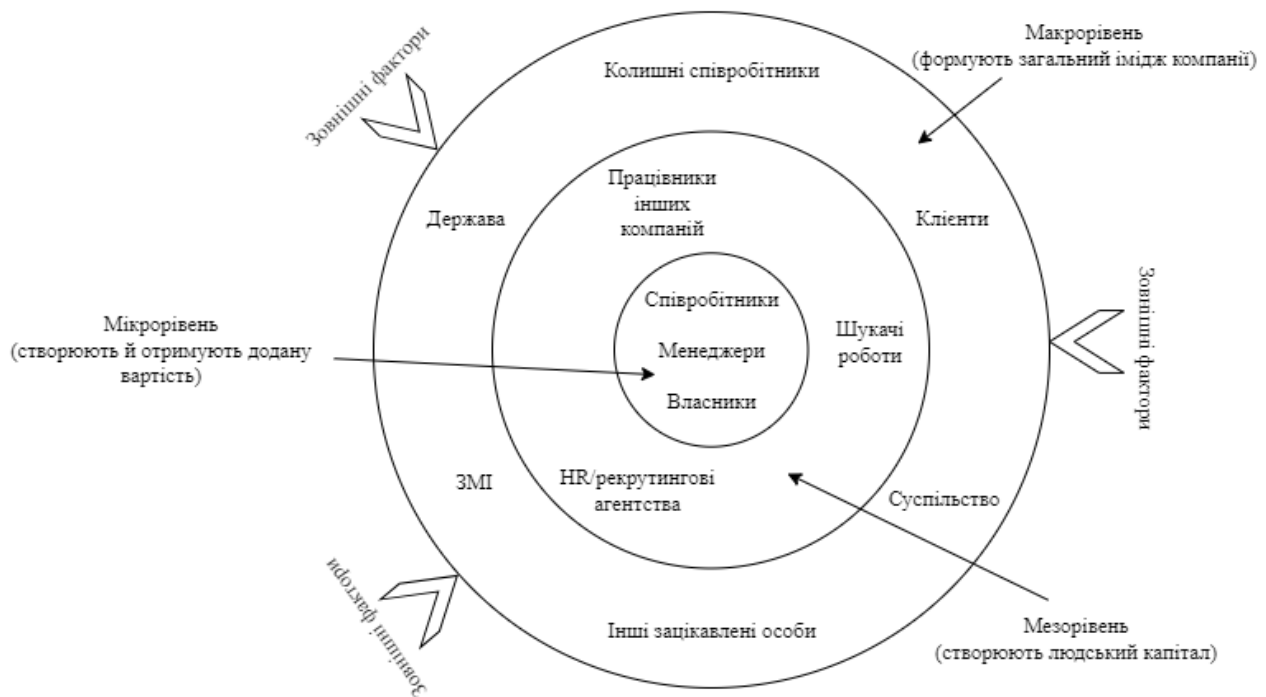 Макрорівень
(формують загальний імідж компанії)
Зовнішні фактори
Колишні співробітники
Працівники
інших
компаній
Держава
Клієнти
Співробітники
Зовнішні фактори
Мікрорівень
(створюють й отримують додану
вартість)
Менеджери
Шукачі
роботи
Власники
ЗМІ
HR/рекрутингові
агентства
Суспільство
Зовнішні фактори
Інші зацікавлені особи
Мезорівень
(створюють людський капітал)